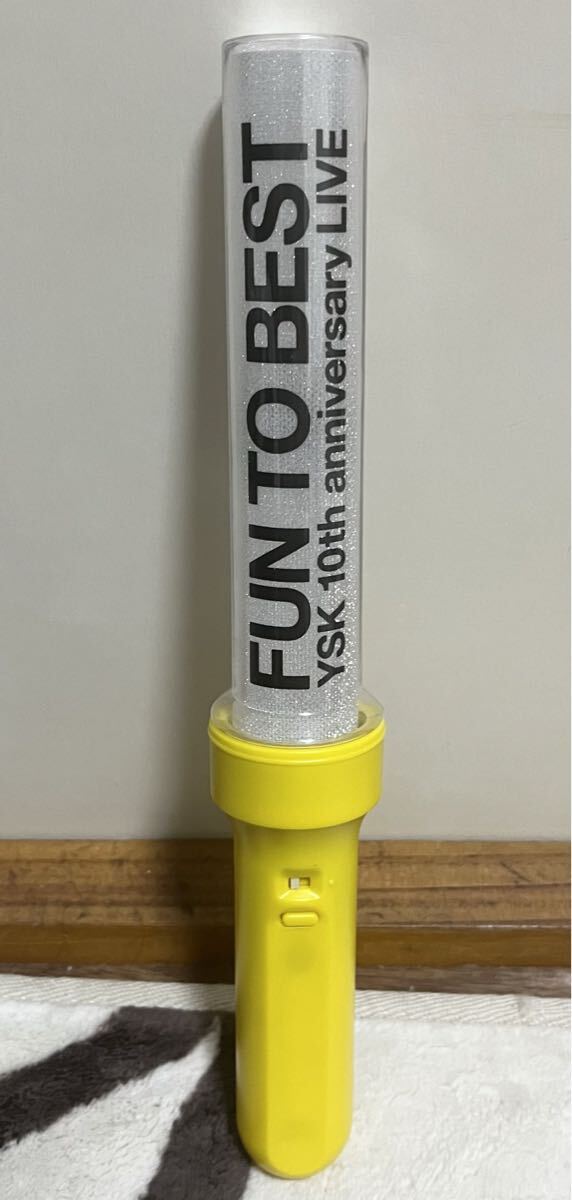 FUN TO BEST
YSK 10th anniversary LIVE